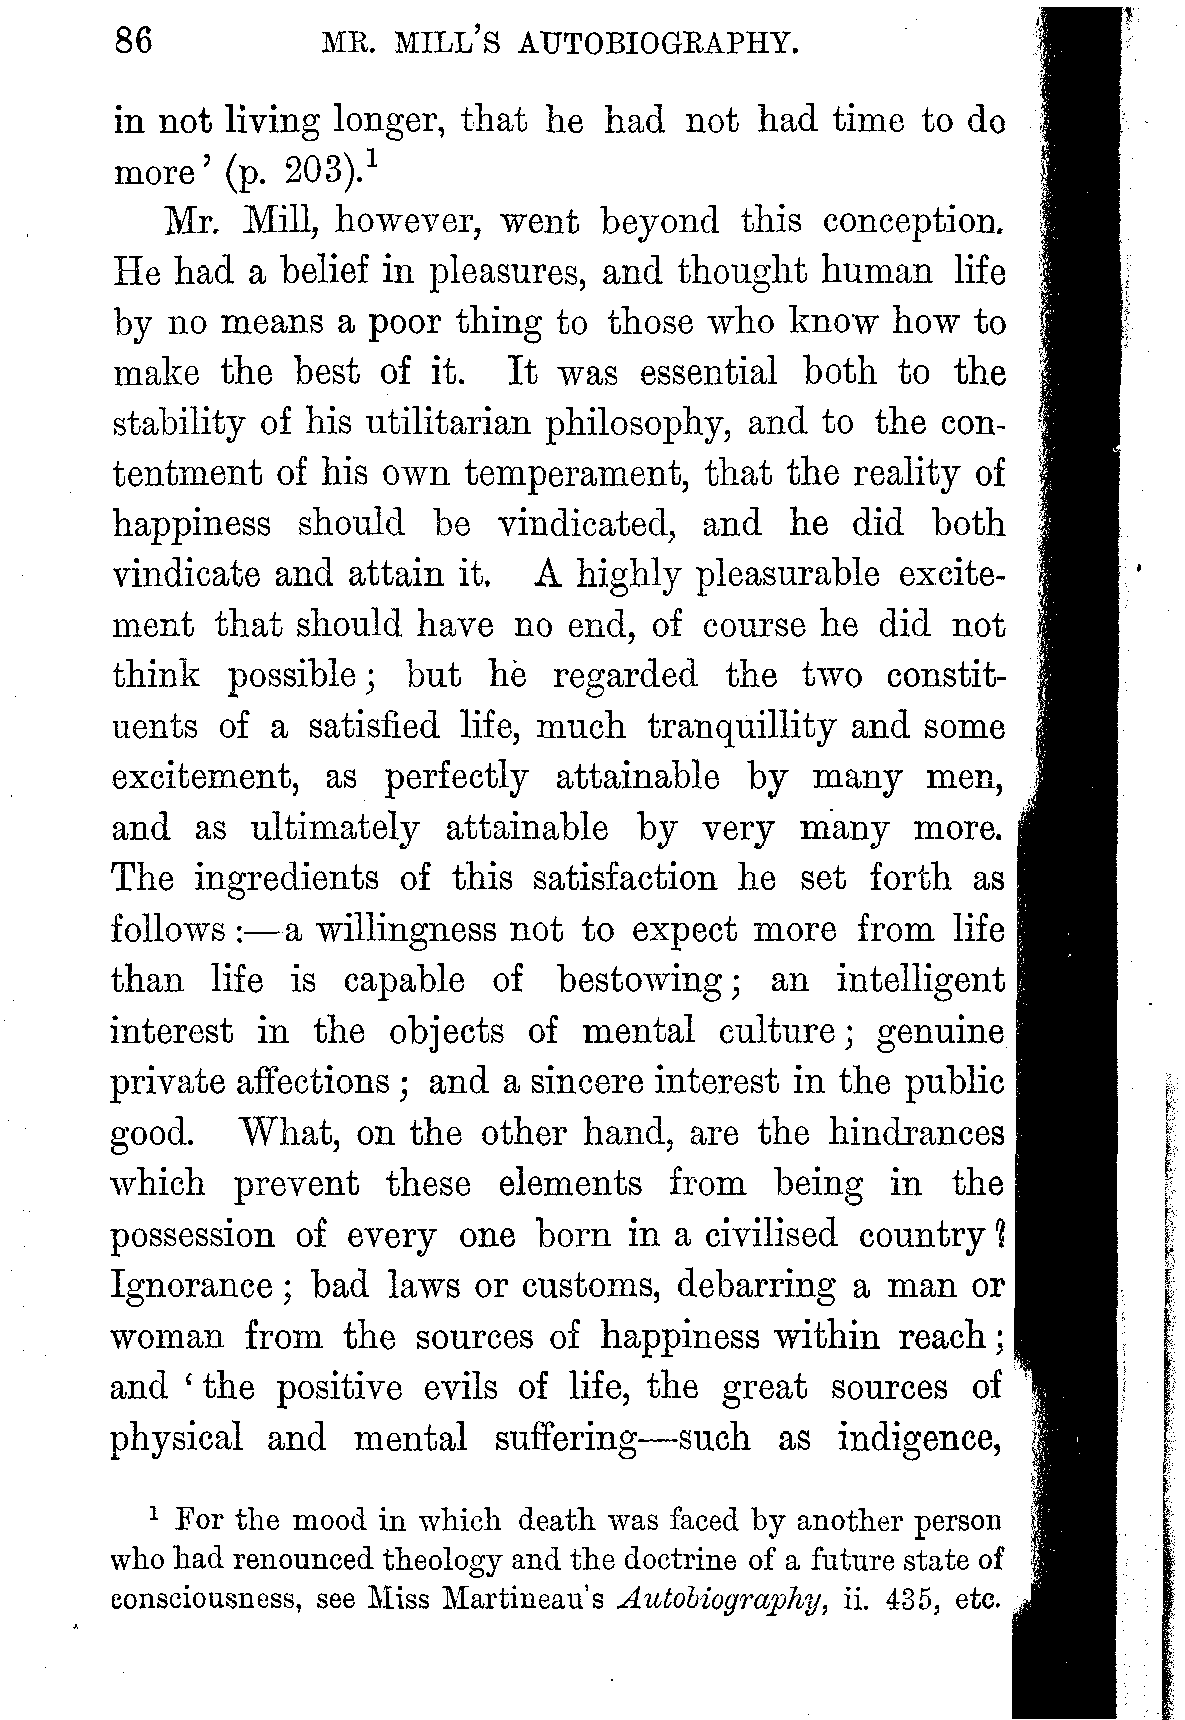 86 MR. MILL'S AUTOBIOGRAPHY.
in not living longer, that he had not had time to do
more' (p. 203).¹
Mr. Mill, however, went beyond this conception.
He had a belief in pleasures, and thought human life
by no means a poor thing to those who know how to
make the best of it. It was essential both to the
stability of his utilitarian philosophy, and to the con-
tentment of his own temperament, that the reality of
happiness should be vindicated, and he did both
vindicate and attain it. A highly pleasurable excite-
ment that should have no end, of course he did not
think possible; but he regarded the two constit-
uents of a satisfied life, much tranquillity and some
excitement, as perfectly attainable by many men,
and as ultimately attainable by very many more.
The ingredients of this satisfaction he set forth as
follows:—a willingness not to expect more from life
than life is capable of bestowing; an intelligent
interest in the objects of mental culture; genuine
private affections; and a sincere interest in the public
good. What, on the other hand, are the hindrances
which prevent these elements from being in the
possession of every one born in a civilised country?
Ignorance; bad laws or customs, debarring a man or
woman from the sources of happiness within reach;
and 'the positive evils of life, the great sources of
physical and mental suffering—such as indigence,
¹ For the mood in which death was faced by another person
who had renounced theology and the doctrine of a future state of
consciousness, see Miss Martineau's Autobiography, ii. 435, etc.